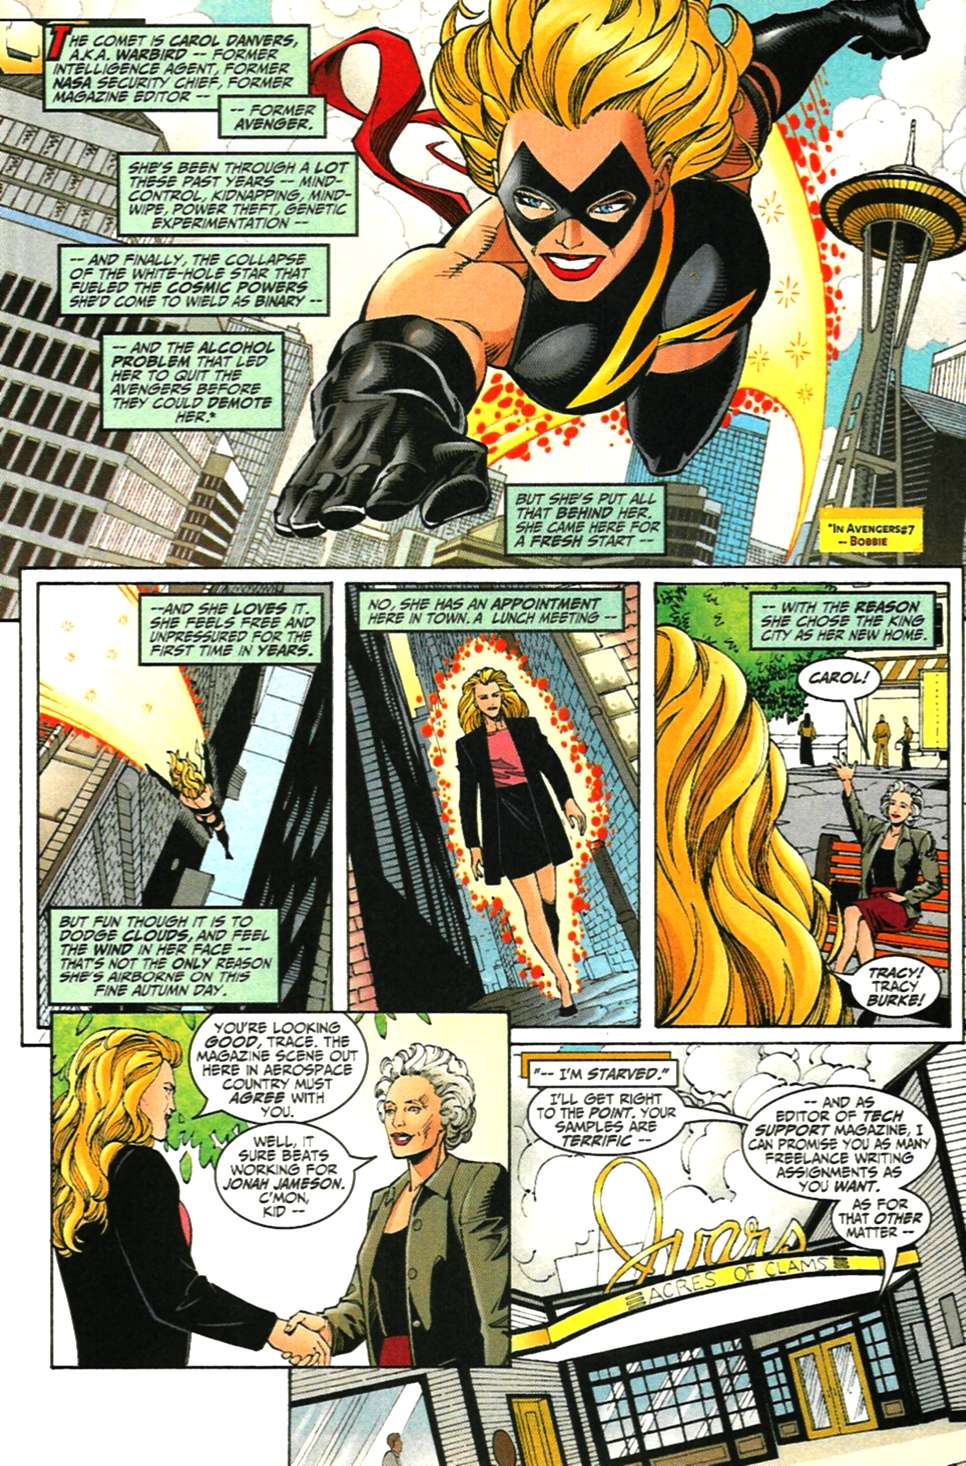 THE COMET IS CAROL DANVERS,
A.K.A. WARBIRD -- FORMER
INTELLIGENCE AGENT, FORMER
NASA SECURITY CHIEF, FORMER
MAGAZINE EDITOR --
-- FORMER
AVENGER.
SHE'S BEEN THROUGH A LOT
THESE PAST YEARS -- MIND-
CONTROL, KIDNAPPING, MIND-
WIPE, POWER THEFT, GENETIC
EXPERIMENTATION --
-- AND FINALLY, THE COLLAPSE
OF THE WHITE-HOLE STAR THAT
FUELED THE COSMIC POWERS
SHE'D COME TO WIELD AS BINARY --
-- AND THE ALCOHOL
PROBLEM THAT LED
HER TO QUIT THE
AVENGERS BEFORE
THEY COULD DEMOTE
HER.*
BUT SHE'S PUT ALL
THAT BEHIND HER.
SHE CAME HERE FOR
A FRESH START --
*IN AVENGERS#7
-- BOBBIE
--AND SHE LOVES IT.
SHE FEELS FREE AND
UNPRESSURED FOR THE
FIRST TIME IN YEARS.
BUT FUN THOUGH IT IS TO
DODGE CLOUDS, AND FEEL
THE WIND IN HER FACE --
THAT'S NOT THE ONLY REASON
SHE'S AIRBORNE ON THIS
FINE AUTUMN DAY.
NO, SHE HAS AN APPOINTMENT
HERE IN TOWN. A LUNCH MEETING --
-- WITH THE REASON
SHE CHOSE THE KING
CITY AS HER NEW HOME.
CAROL!
TRACY!
TRACY
BURKE!
YOU'RE LOOKING
GOOD, TRACE. THE
MAGAZINE SCENE OUT
HERE IN AEROSPACE
COUNTRY MUST
AGREE WITH
YOU.
WELL, IT
SURE BEATS
WORKING FOR
JONAH JAMESON.
C'MON,
KID --
"-- I'M STARVED."
I'LL GET RIGHT
TO THE POINT. YOUR
SAMPLES ARE
TERRIFIC --
-- AND AS
EDITOR OF TECH
SUPPORT MAGAZINE, I
CAN PROMISE YOU AS MANY
FREELANCE WRITING
ASSIGNMENTS AS
YOU WANT.
AS FOR
THAT OTHER
MATTER --
Ivars
ACRES OF CLAMS